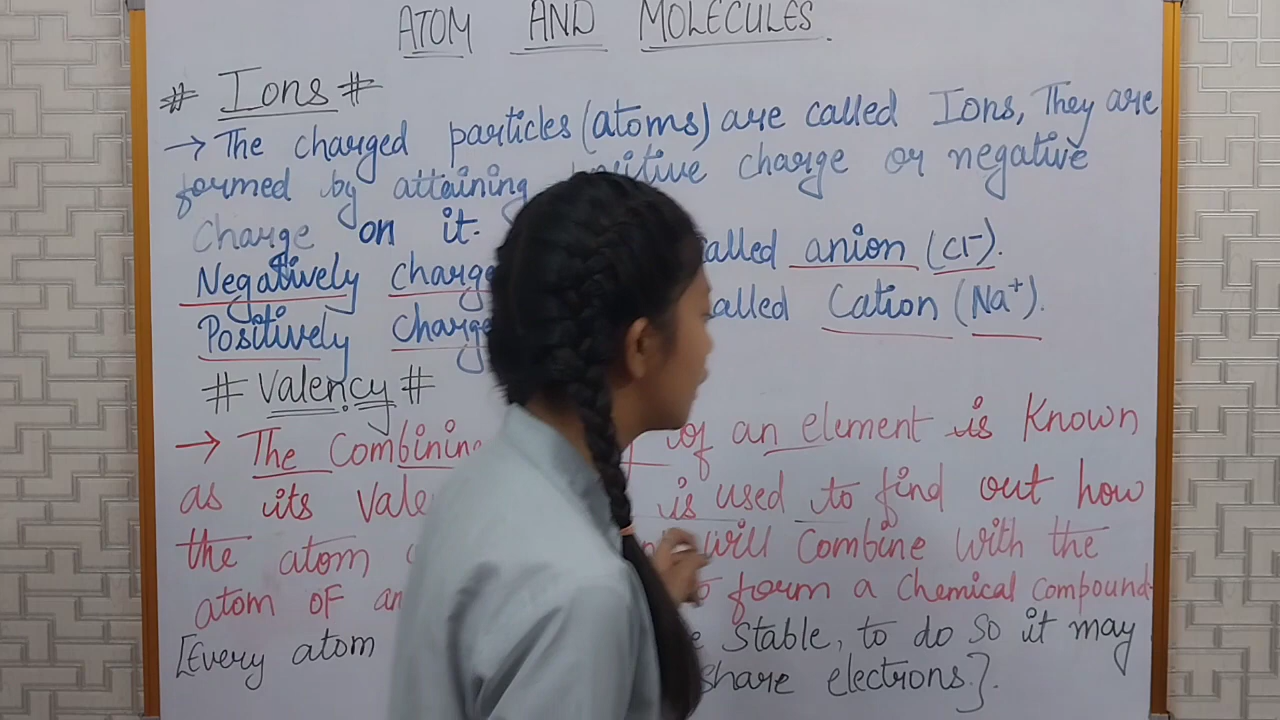 ATOM AND MOLECULES.
# Ions #
→ The charged particles (atoms) are called Ions, They are
formed by attaining positive charge or negative
charge on it.
Negatively charge called anion (Cl⁻).
Positively charge called Cation (Na⁺).
# Valency #
→ The Combining of an element is Known
as its Vale is used to find out how
the atom will Combine with the
atom of an to form a Chemical Compound.
[Every atom Stable, to do so it may
share electrons.].